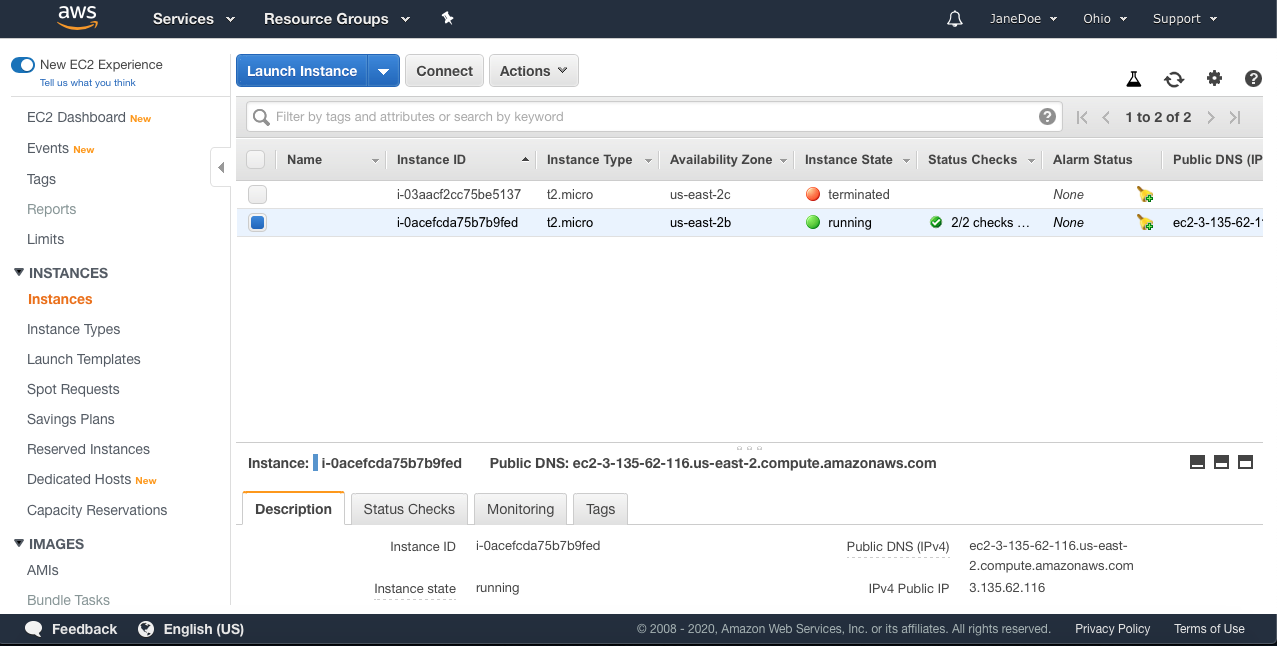 aws Services Resource Groups JaneDoe Ohio Support
New EC2 Experience
Tell us what you think
EC2 Dashboard New
Events New
Tags
Reports
Limits
INSTANCES
Instances
Instance Types
Launch Templates
Spot Requests
Savings Plans
Reserved Instances
Dedicated Hosts New
Capacity Reservations
IMAGES
AMIs
Bundle Tasks
Launch Instance Connect Actions
Filter by tags and attributes or search by keyword 1 to 2 of 2
Name Instance ID Instance Type Availability Zone Instance State Status Checks Alarm Status Public DNS (IP
i-03aacf2cc75be5137 t2.micro us-east-2c terminated None
i-0acefcda75b7b9fed t2.micro us-east-2b running 2/2 checks ... None ec2-3-135-62-11
Instance: i-0acefcda75b7b9fed Public DNS: ec2-3-135-62-116.us-east-2.compute.amazonaws.com
Description Status Checks Monitoring Tags
Instance ID i-0acefcda75b7b9fed Public DNS (IPv4) ec2-3-135-62-116.us-east-
2.compute.amazonaws.com
Instance state running IPv4 Public IP 3.135.62.116
Feedback English (US) © 2008 - 2020, Amazon Web Services, Inc. or its affiliates. All rights reserved. Privacy Policy Terms of Use